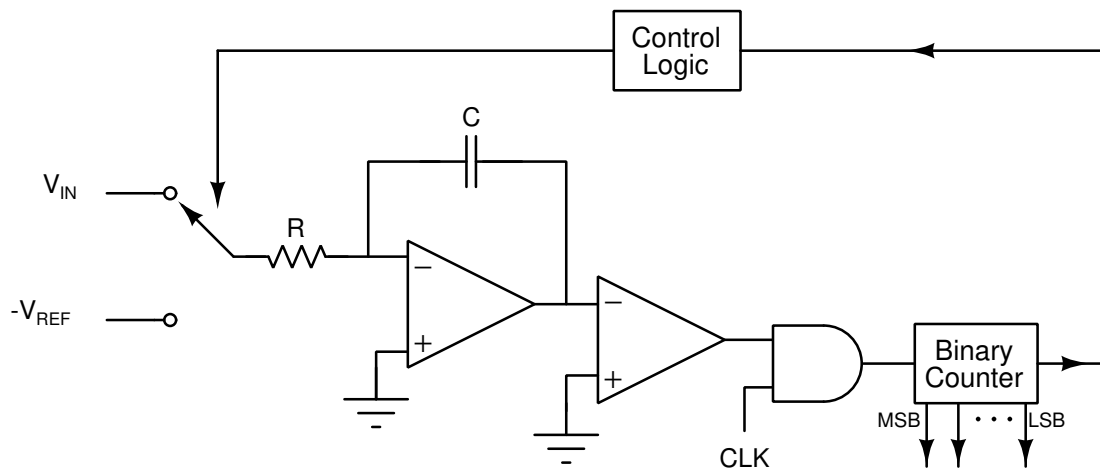 Control
Logic
C
V_IN
R
-V_REF
−
+
−
+
Binary
Counter
MSB
• • •
LSB
CLK